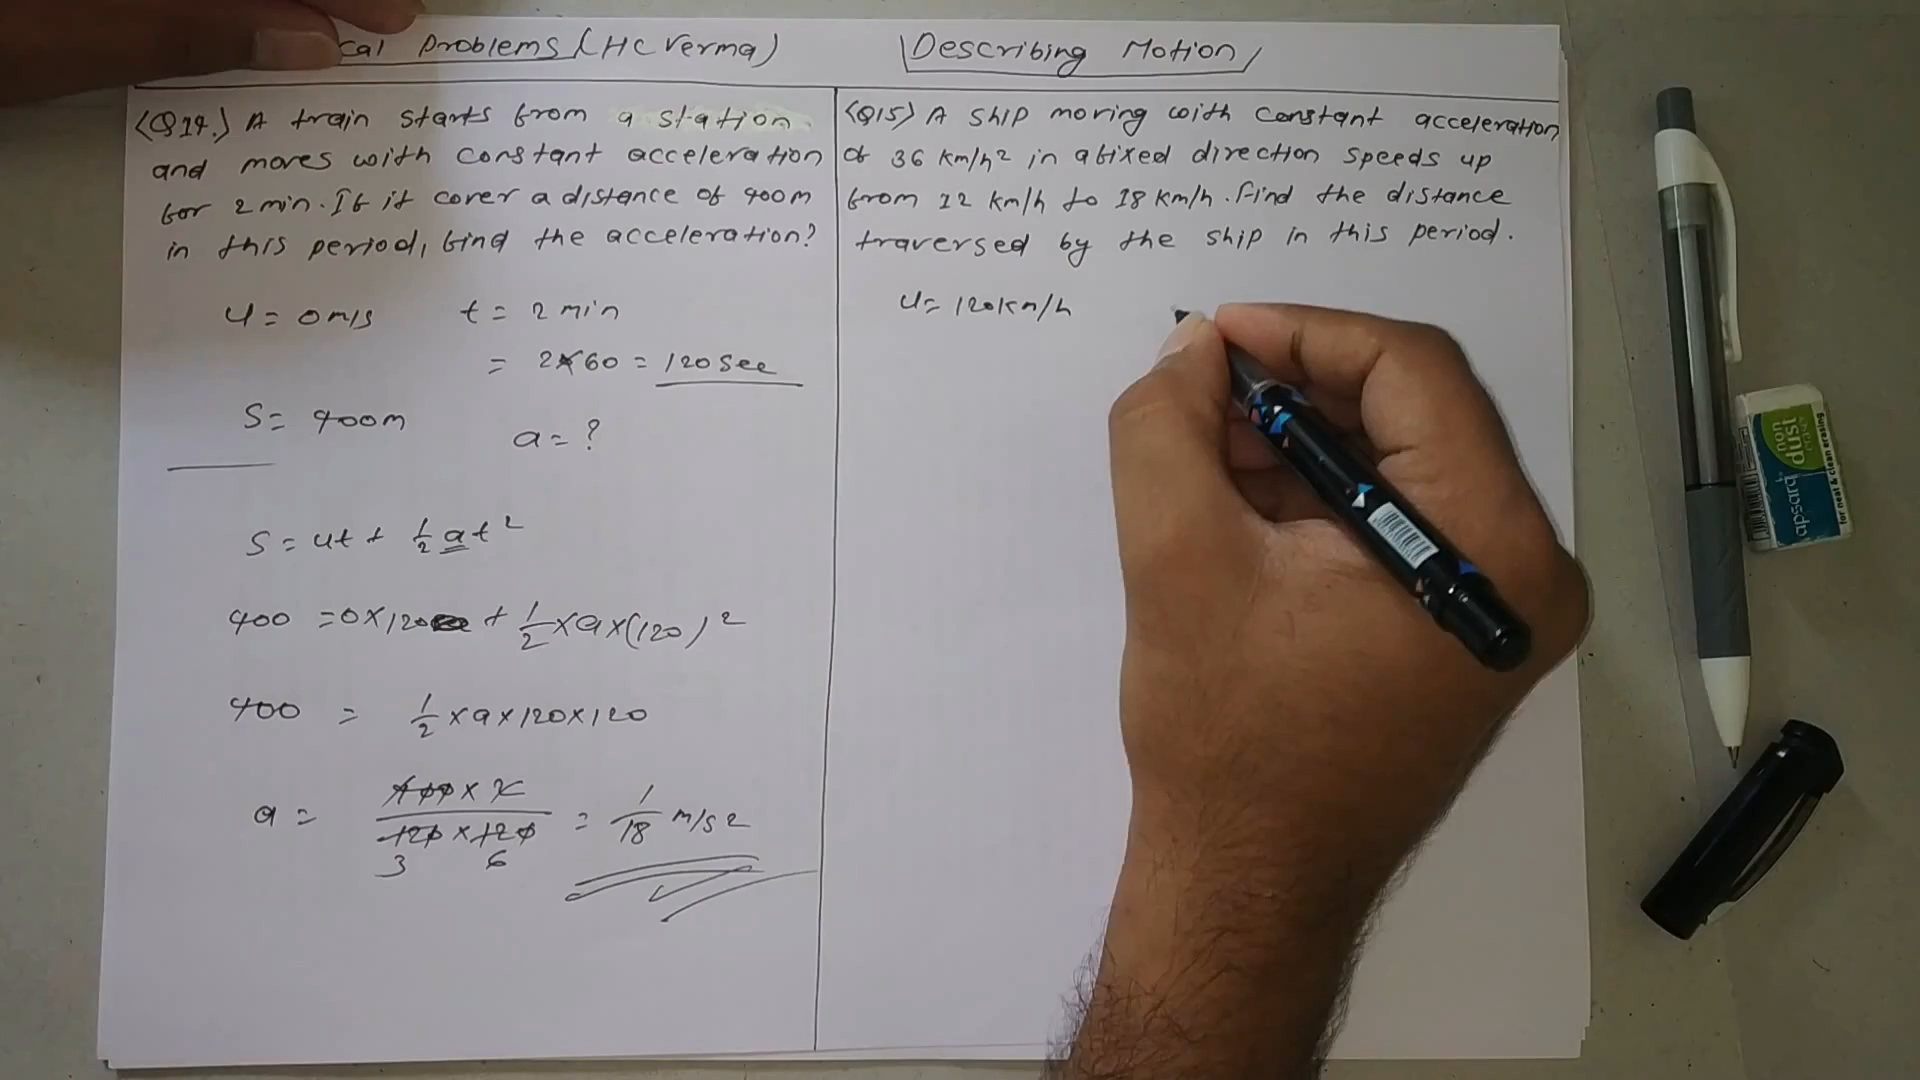 cal Problems (HC Verma)
Describing Motion
(Q14.) A train starts from a station
and moves with constant acceleration
for 2 min. If it cover a distance of 400m
in this period, find the acceleration?
u = 0 m/s
t = 2 min
= 2×60 = 120 sec
S = 400m
a = ?
S = ut + 1/2 at²
400 = 0×120 + 1/2 ×a×(120)²
400 = 1/2 ×a×120×120
a = 400 × 2 / 120 × 120 = 1/18 m/s2
3 6
(Q15) A ship moving with constant acceleration
of 36 km/h² in a fixed direction speeds up
from 12 km/h to 18 km/h. Find the distance
traversed by the ship in this period.
u = 120km/h
apsara
non
dust
for neat & clean erasing